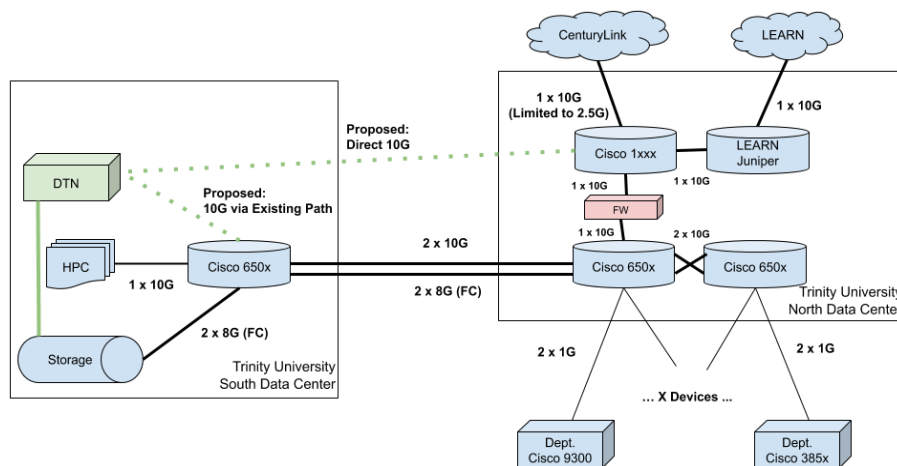 CenturyLink
LEARN
1 x 10G
(Limited to 2.5G)
1 x 10G
Proposed:
Direct 10G
Cisco 1xxx
LEARN
Juniper
DTN
1 x 10G
1 x 10G
Proposed:
10G via Existing Path
FW
1 x 10G
2 x 10G
2 x 10G
HPC
Cisco 650x
Cisco 650x
Cisco 650x
1 x 10G
2 x 8G (FC)
Trinity University
North Data Center
2 x 8G (FC)
Storage
Trinity University
South Data Center
2 x 1G
2 x 1G
... X Devices ...
Dept.
Cisco 9300
Dept.
Cisco 385x